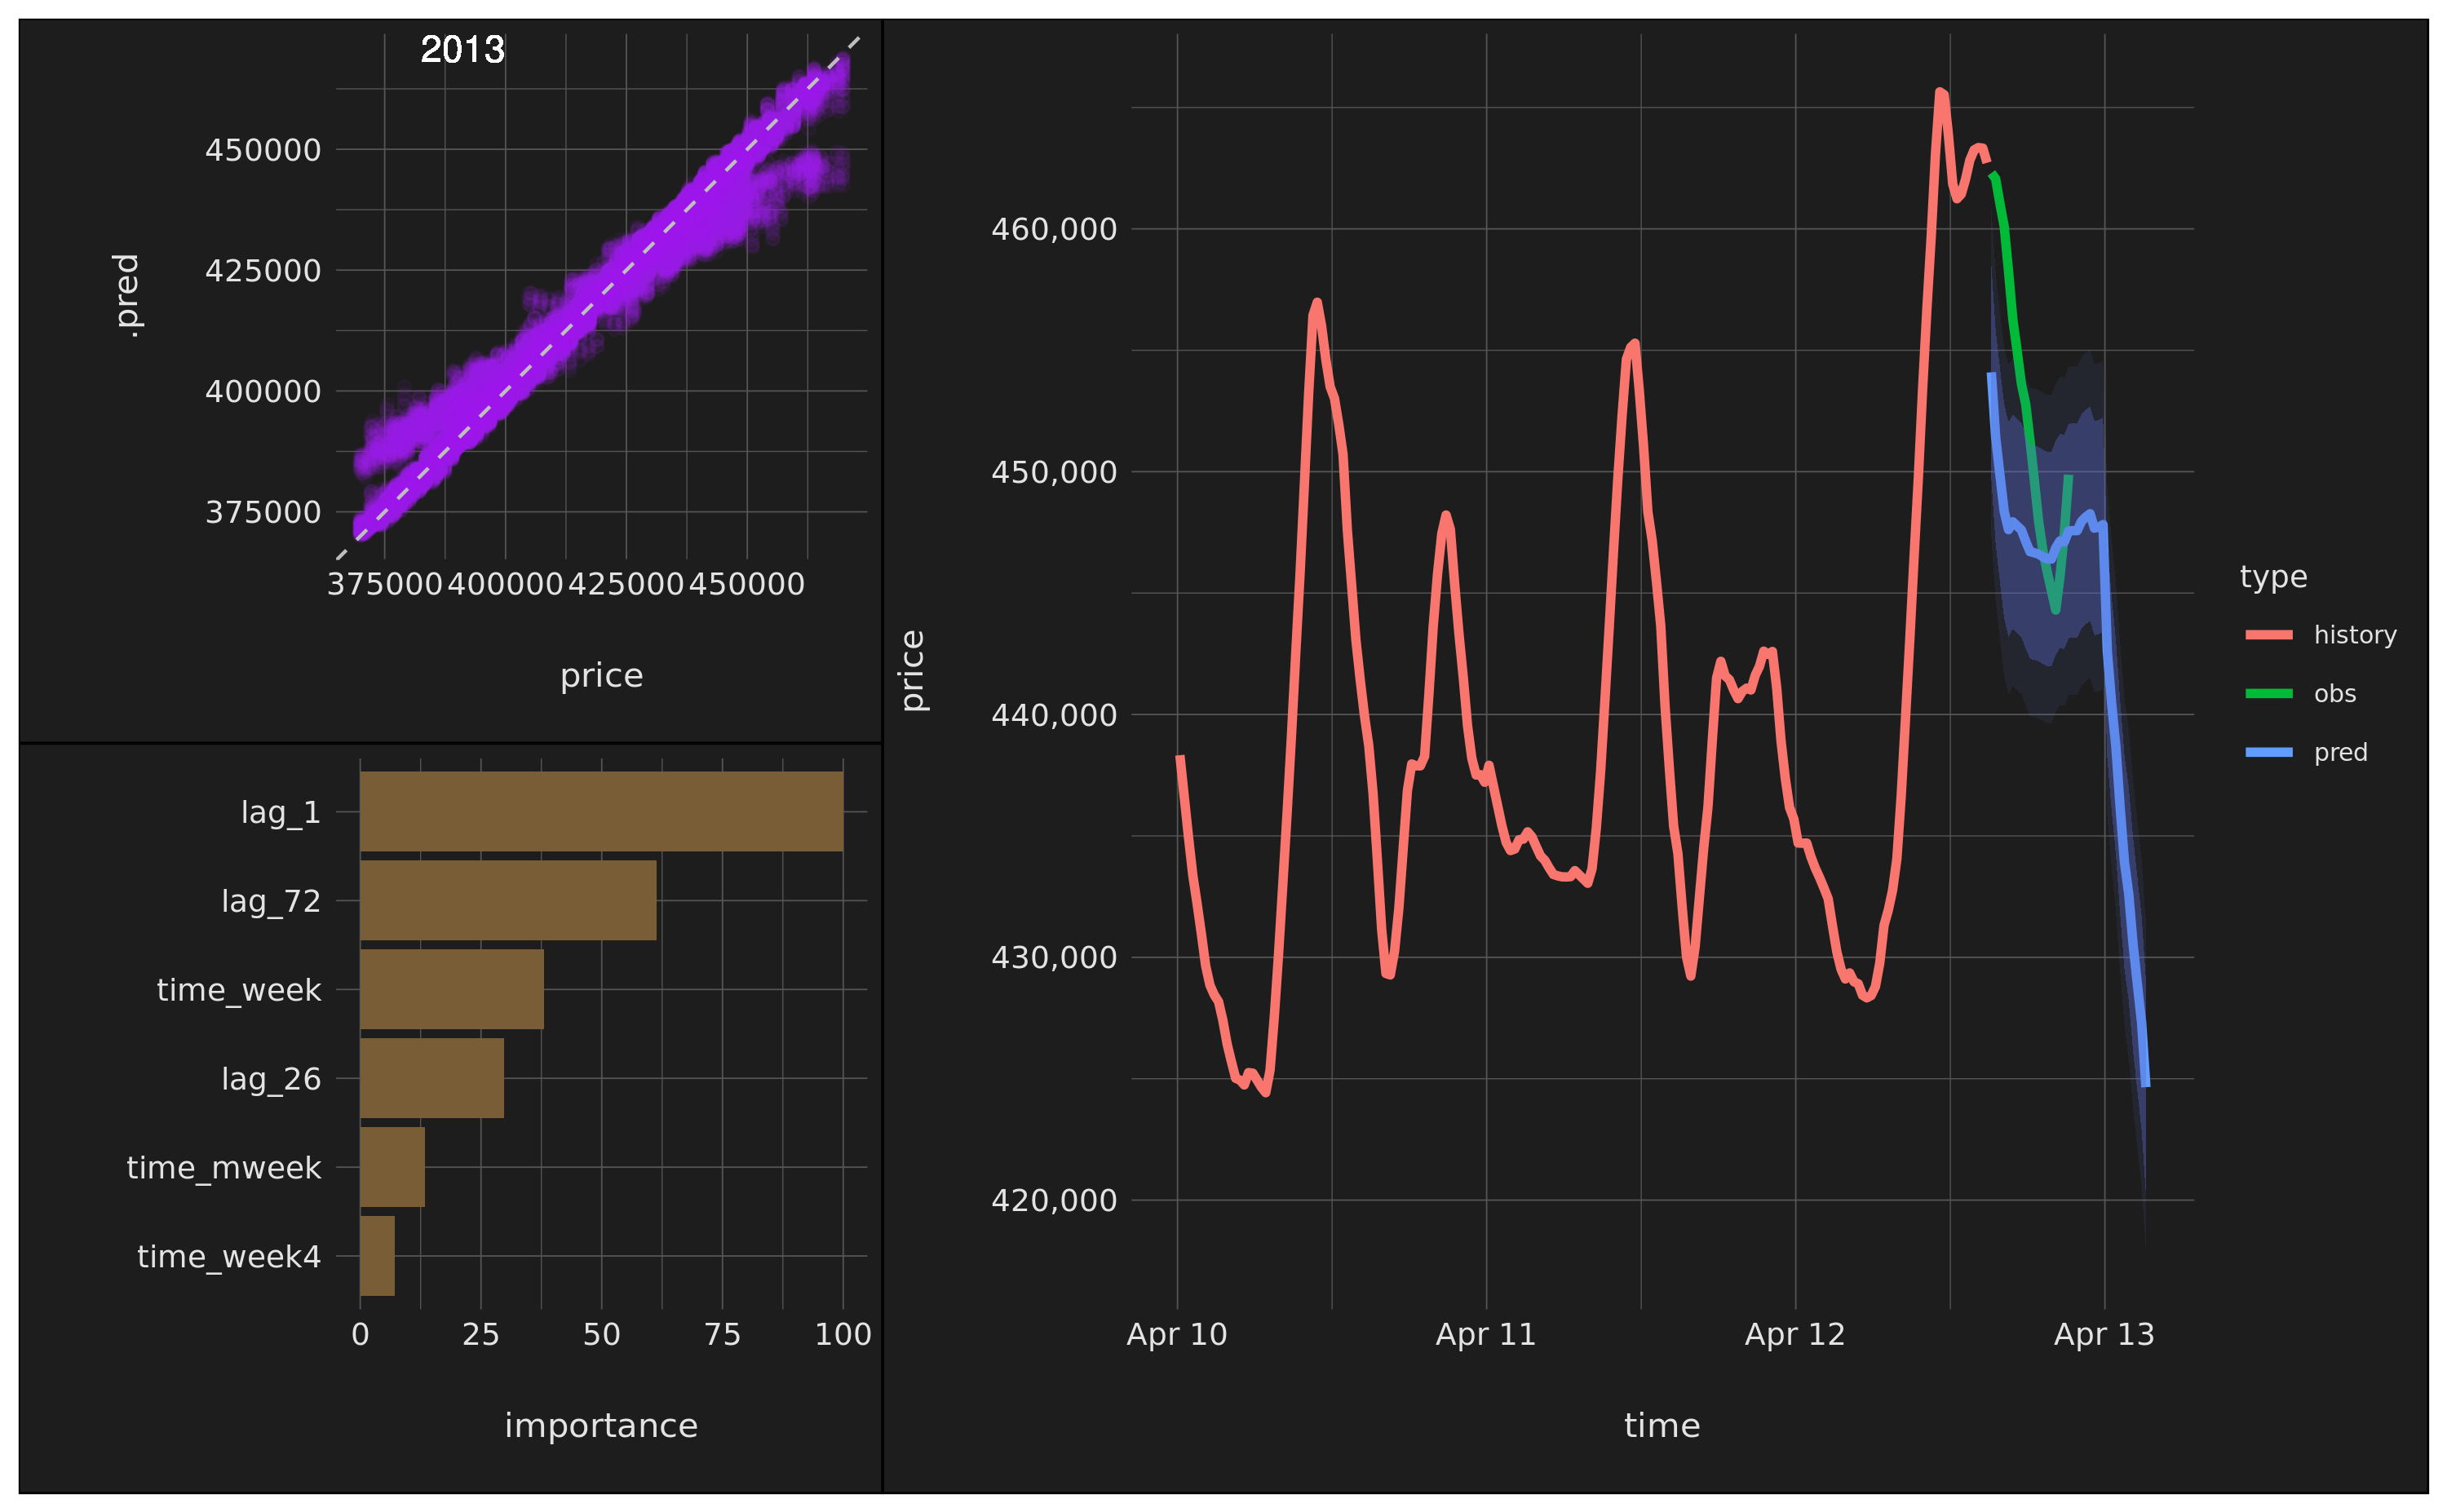 2013
.pred
450000
425000
400000
375000
375000 400000 425000 450000
price
lag_1
lag_72
time_week
lag_26
time_mweek
time_week4
0 25 50 75 100
importance
price
460,000
450,000
440,000
430,000
420,000
Apr 10 Apr 11 Apr 12 Apr 13
time
type
history
obs
pred